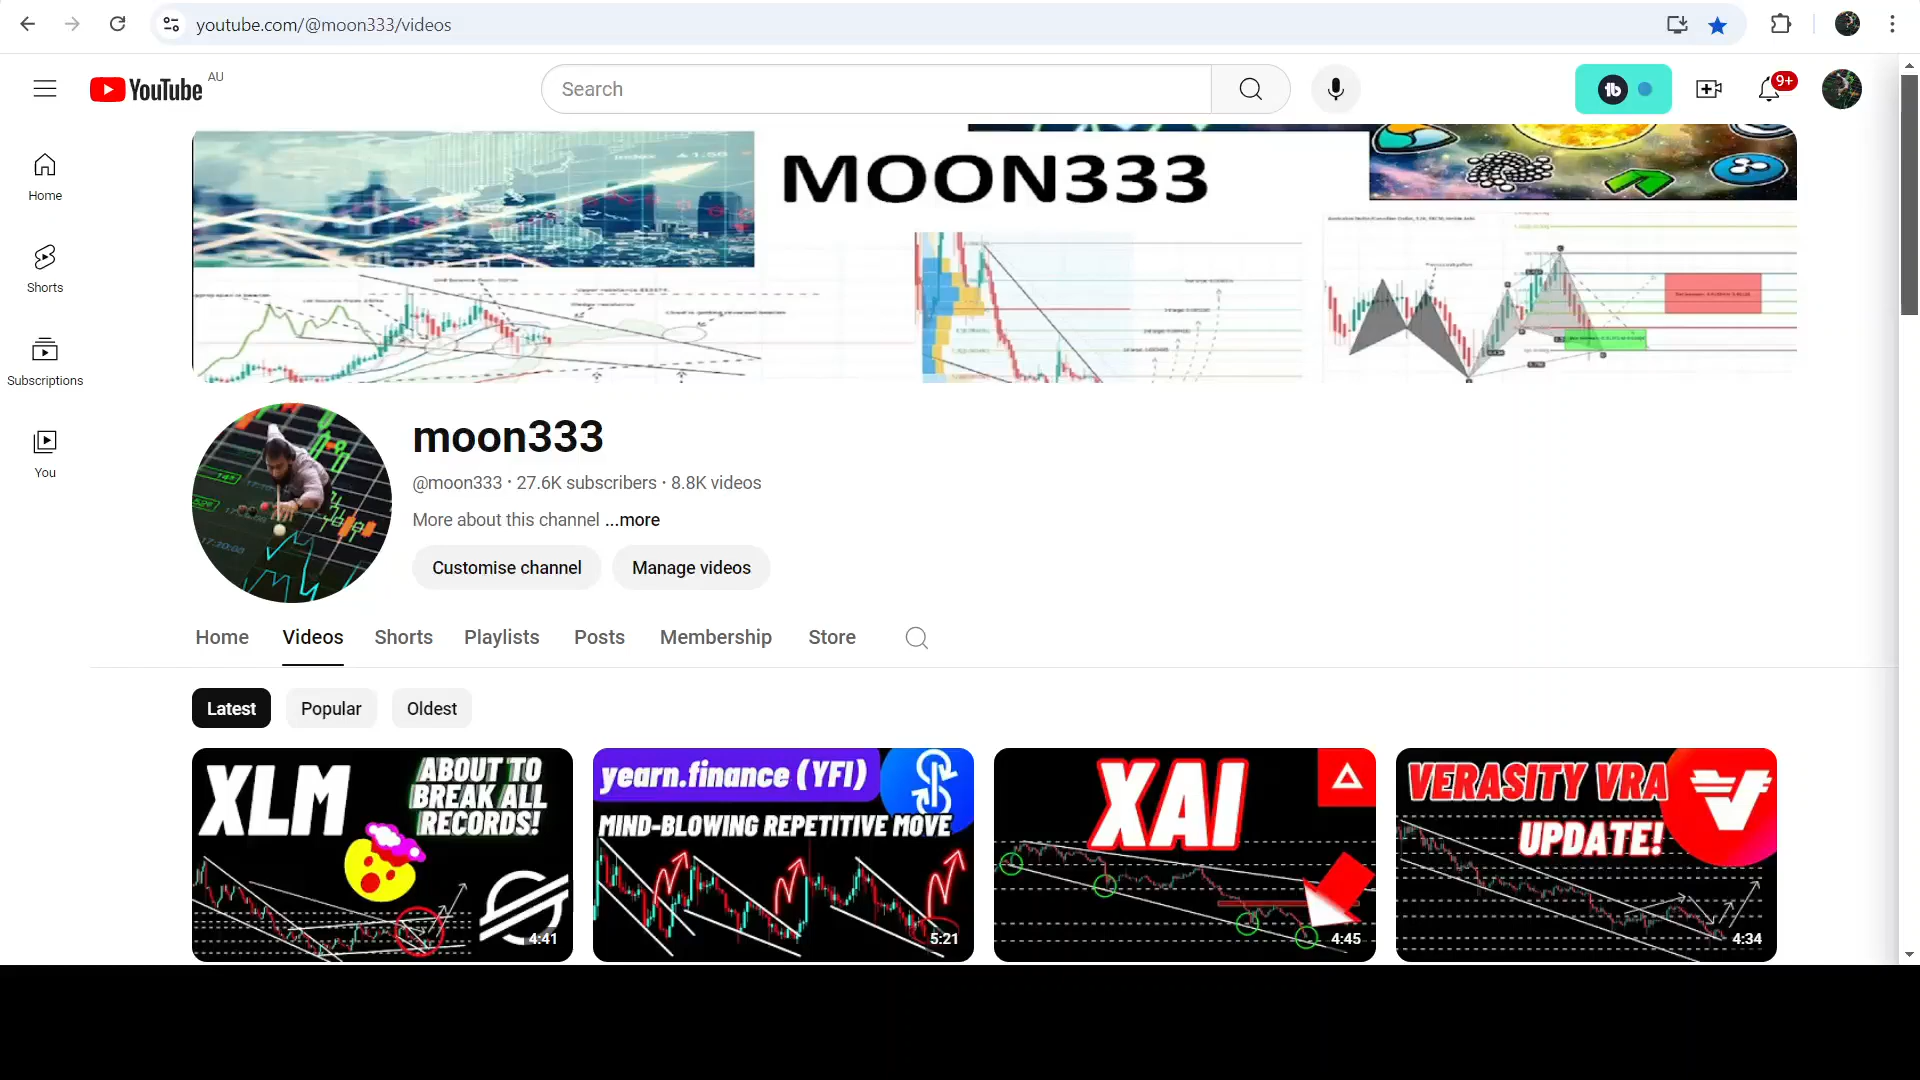 youtube.com/@moon333/videos
YouTube AU
Search
9+
Home
Shorts
Subscriptions
You
MOON333
moon333
@moon333 · 27.6K subscribers · 8.8K videos
More about this channel ...more
Customise channel
Manage videos
Home
Videos
Shorts
Playlists
Posts
Membership
Store
Latest
Popular
Oldest
XLM
ABOUT TO
BREAK ALL
RECORDS!
4:41
yearn.finance (YFI)
MIND-BLOWING REPETITIVE MOVE
5:21
XAI
4:45
VERASITY VRA
UPDATE!
4:34